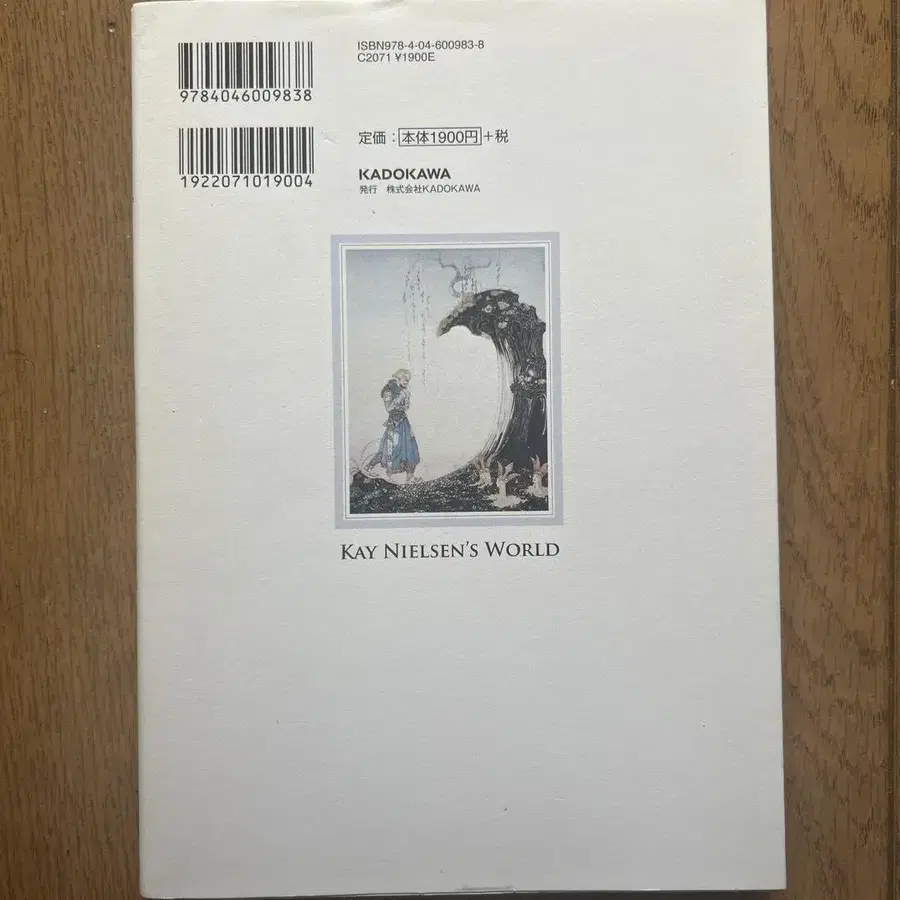 ISBN978-4-04-600983-8
C2071 ¥1900E
9784046009838
定価:本体1900円+税
1922071019004
KADOKAWA
発行 株式会社KADOKAWA
KAY NIELSEN'S WORLD